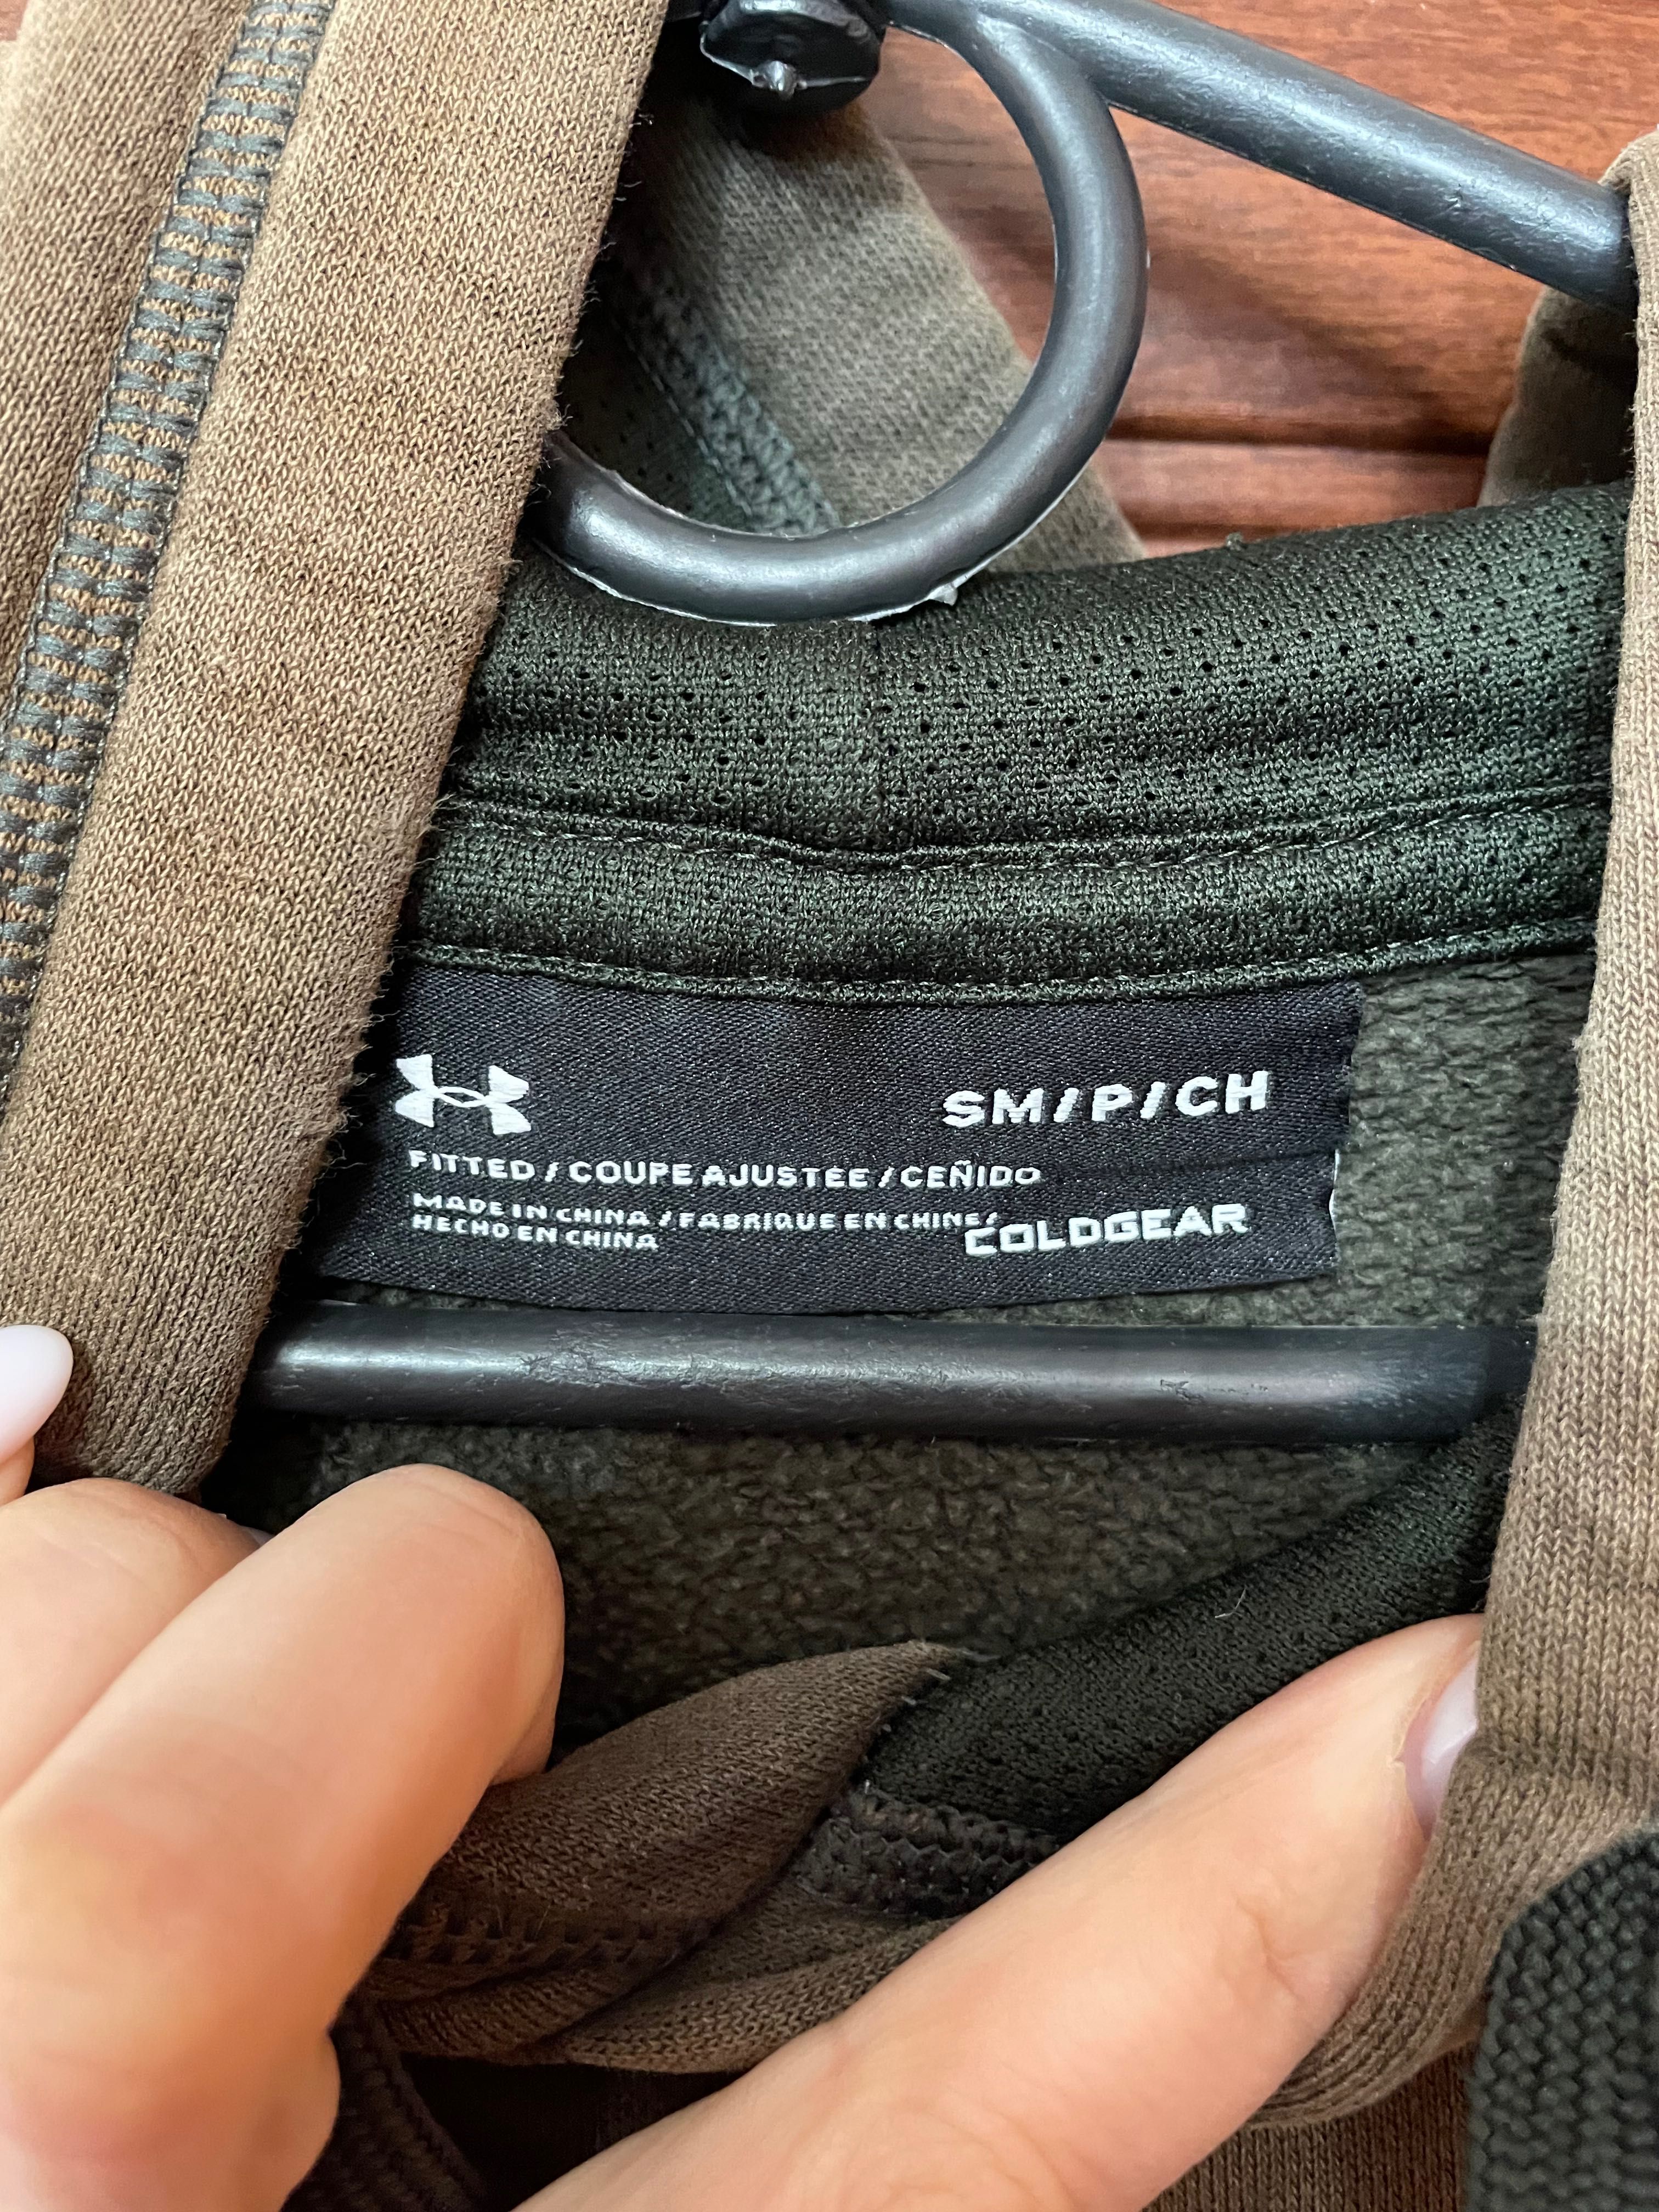 SM/P/CH
FITTED / COUPE AJUSTEE / CEÑIDO
MADE IN CHINA / FABRIQUE EN CHINE/
HECHO EN CHINA
COLDGEAR